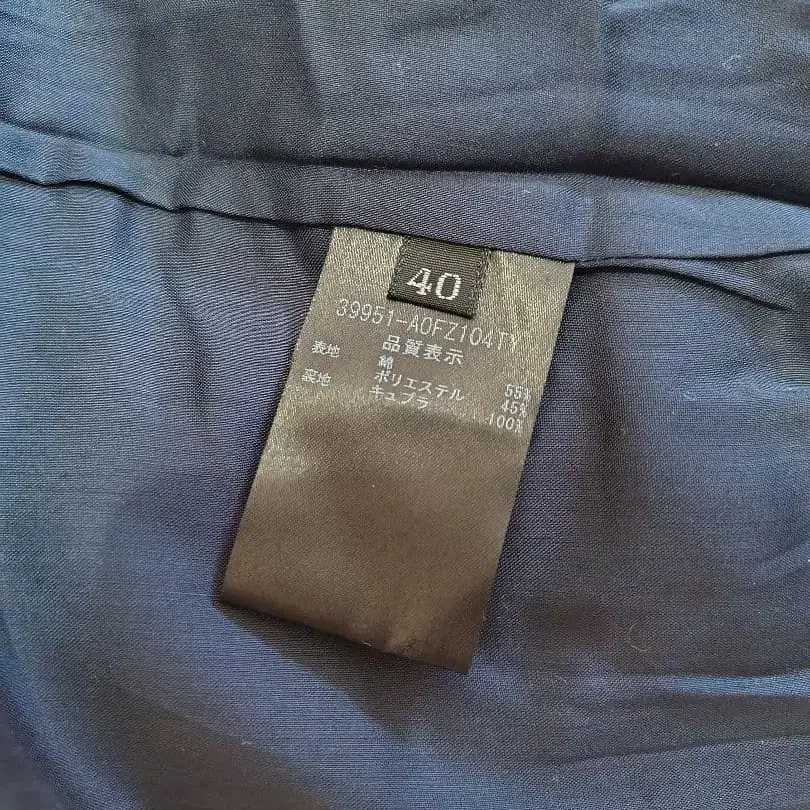 40
39951-A0FZ104TY
品質表示
表地 綿 55%
ポリエステル 45%
裏地 キュプラ 100%